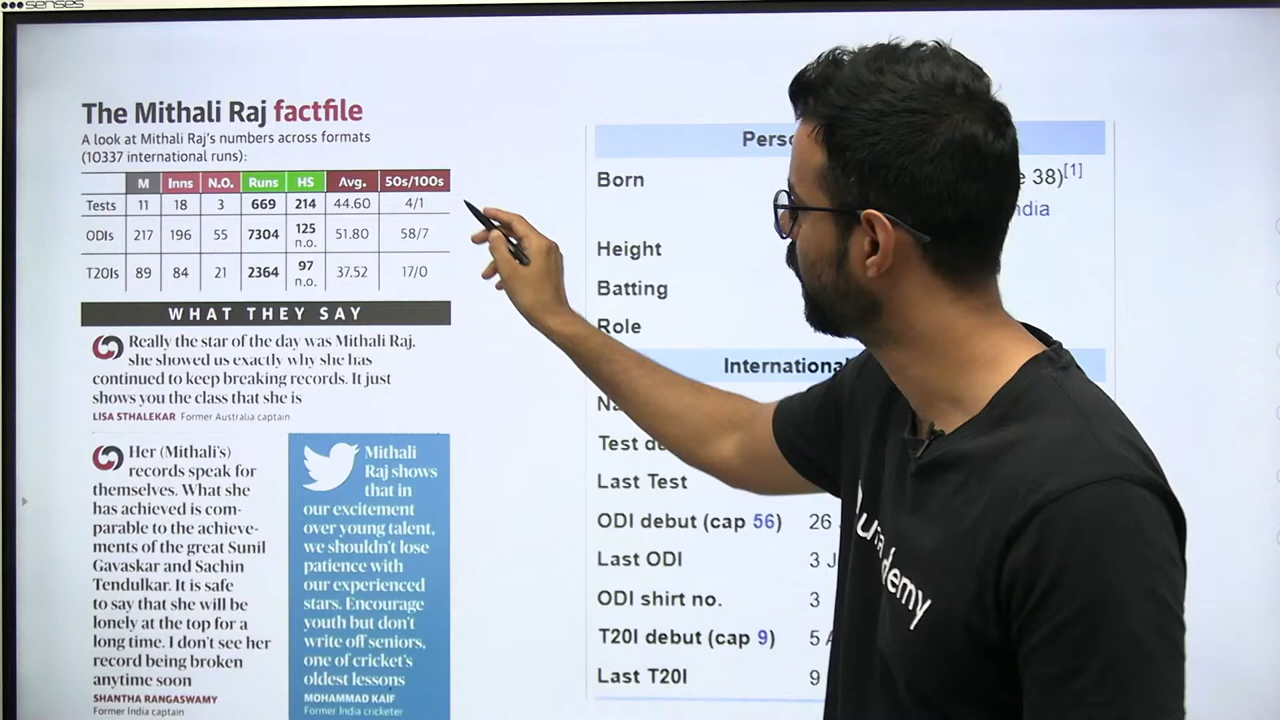 senses
The Mithali Raj factfile
A look at Mithali Raj's numbers across formats
(10337 international runs):
M Inns N.O. Runs HS Avg. 50s/100s
Tests 11 18 3 669 214 44.60 4/1
ODIs 217 196 55 7304 125 n.o. 51.80 58/7
T20Is 89 84 21 2364 97 n.o. 37.52 17/0
WHAT THEY SAY
Really the star of the day was Mithali Raj.
she showed us exactly why she has
continued to keep breaking records. It just
shows you the class that she is
LISA STHALEKAR Former Australia captain
Her (Mithali's)
records speak for
themselves. What she
has achieved is com-
parable to the achieve-
ments of the great Sunil
Gavaskar and Sachin
Tendulkar. It is safe
to say that she will be
lonely at the top for a
long time. I don't see her
record being broken
anytime soon
SHANTHA RANGASWAMY
Former India captain
Mithali
Raj shows
that in
our excitement
over young talent,
we shouldn't lose
patience with
our experienced
stars. Encourage
youth but don't
write off seniors,
one of cricket's
oldest lessons
MOHAMMAD KAIF
Former India cricketer
Perso
Born e 38)[1]
ndia
Height
Batting
Role
International
Na
Test de
Last Test
ODI debut (cap 56) 26
Last ODI 3 J
ODI shirt no. 3
T20I debut (cap 9) 5 A
Last T20I 9
unacademy